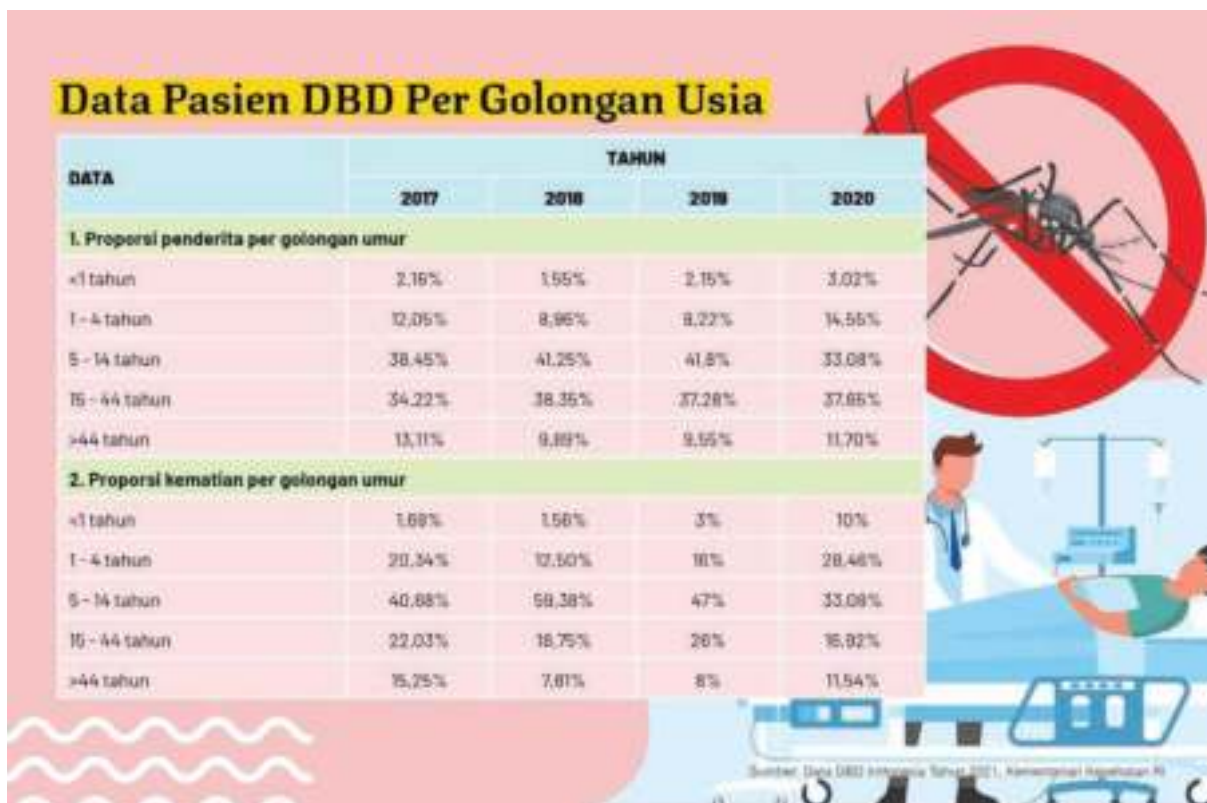 Data Pasien DBD Per Golongan Usia
DATA TAHUN
2017 2018 2019 2020
1. Proporsi penderita per golongan umur
<1 tahun 2,16% 1,55% 2,15% 3,02%
1 - 4 tahun 12,05% 8,96% 9,22% 14,55%
5 - 14 tahun 38,45% 41,25% 41,8% 33,08%
15 - 44 tahun 34,22% 38,35% 37,28% 37,65%
>44 tahun 13,11% 9,89% 9,55% 11,70%
2. Proporsi kematian per golongan umur
<1 tahun 1,69% 1,56% 3% 10%
1 - 4 tahun 20,34% 12,50% 16% 28,46%
5 - 14 tahun 40,68% 59,38% 47% 33,08%
15 - 44 tahun 22,03% 18,75% 26% 16,92%
>44 tahun 15,25% 7,81% 8% 11,54%
Sumber: Data DBD Indonesia Tahun 2021, Kementerian Kesehatan RI